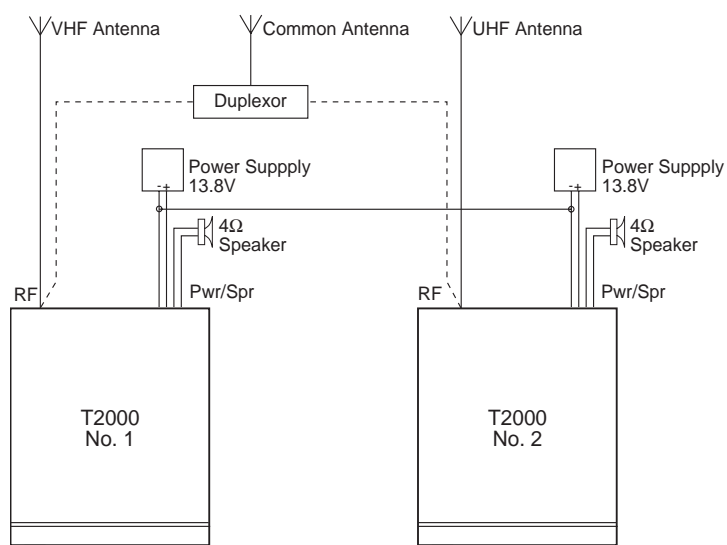 VHF Antenna
Common Antenna
UHF Antenna
Duplexor
Power Suppply
13.8V
Power Suppply
13.8V
- +
- +
4Ω
Speaker
4Ω
Speaker
RF
Pwr/Spr
RF
Pwr/Spr
T2000
No. 1
T2000
No. 2